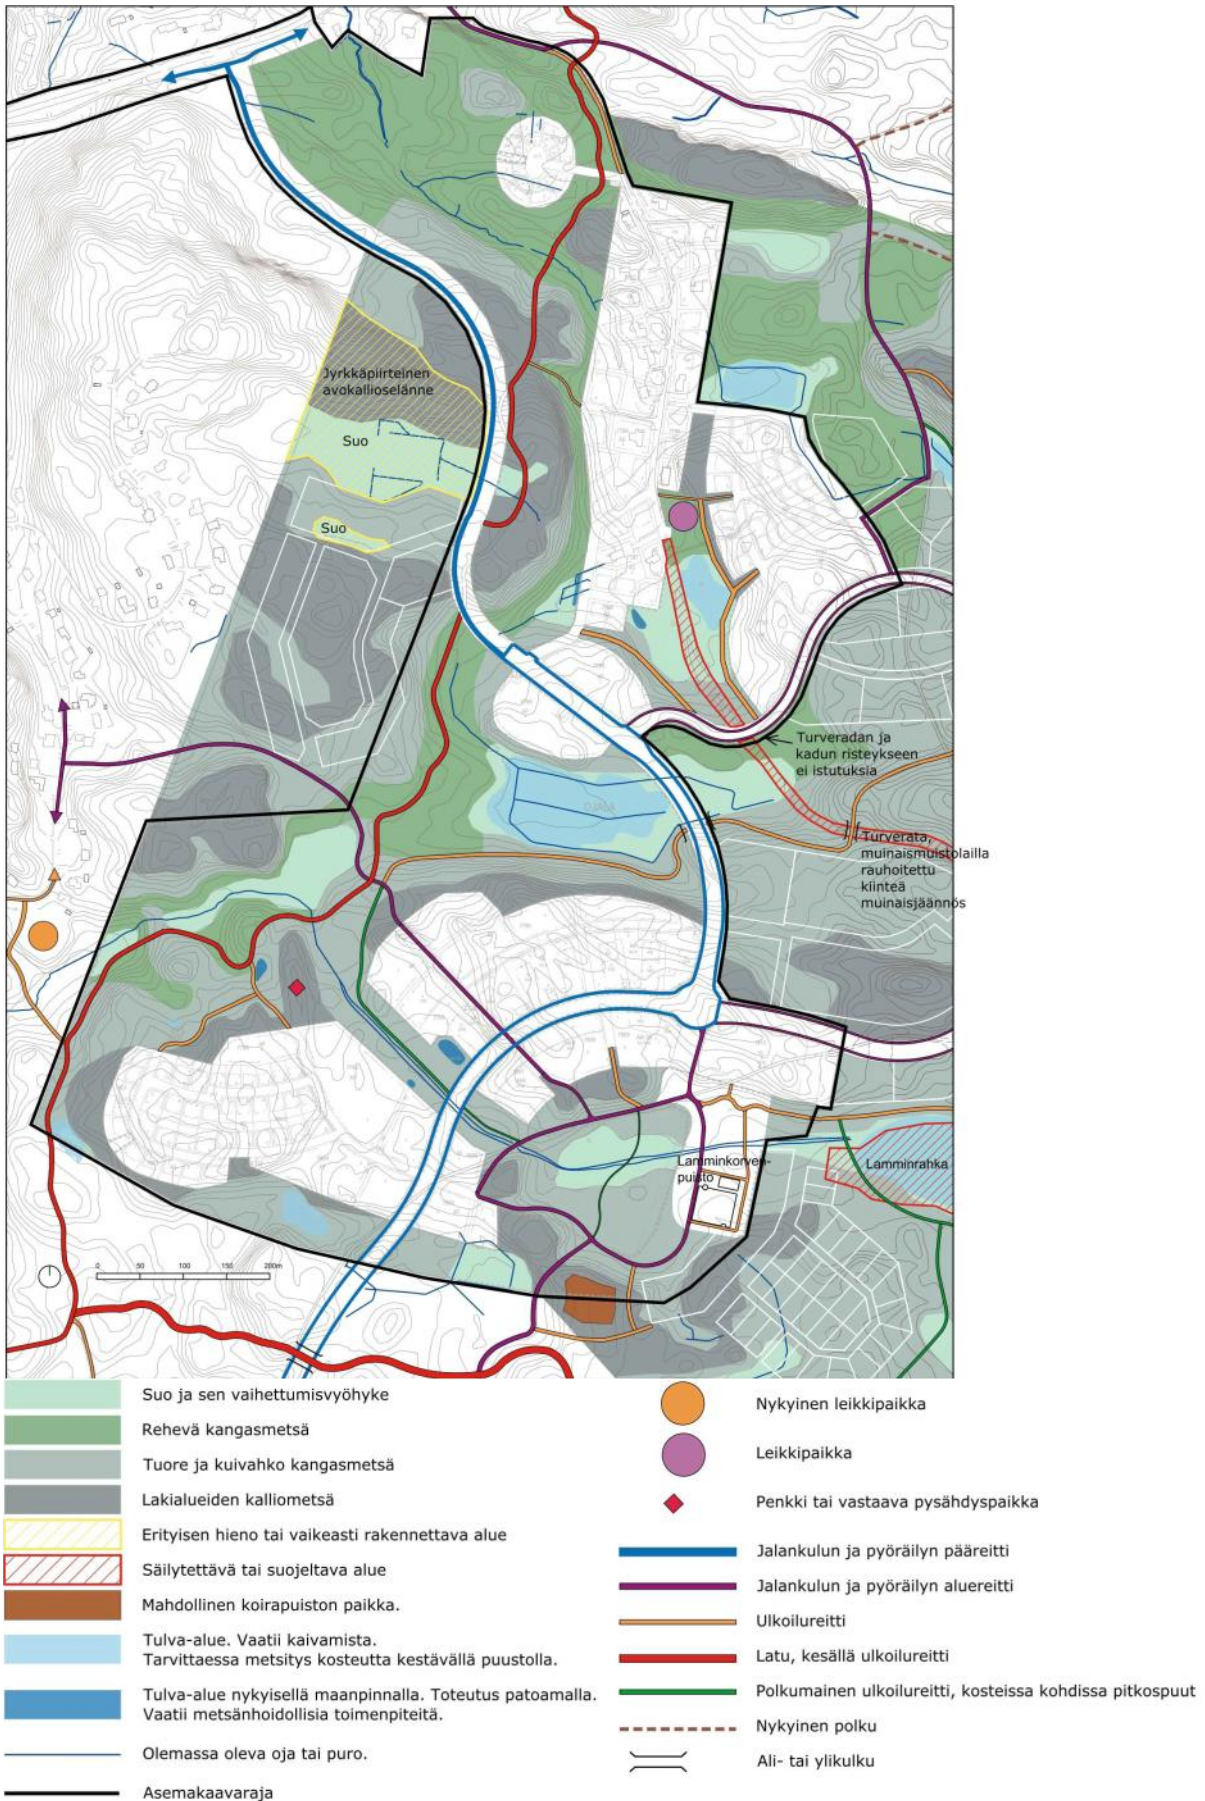 Jyrkkäpiirteinen
avokallioselänne
Suo
Suo
Turveradan ja
kadun risteykseen
ei istutuksia
OJALA
Turverata,
muinaismuistolailla
rauhoitettu
kiinteä
muinaisjäännös
Lamminkorven-
puisto
Lamminrahka
0 50 100 150 200m
Suo ja sen vaihettumisvyöhyke
Rehevä kangasmetsä
Tuore ja kuivahko kangasmetsä
Lakialueiden kalliometsä
Erityisen hieno tai vaikeasti rakennettava alue
Säilytettävä tai suojeltava alue
Mahdollinen koirapuiston paikka.
Tulva-alue. Vaatii kaivamista.
Tarvittaessa metsitys kosteutta kestävällä puustolla.
Tulva-alue nykyisellä maanpinnalla. Toteutus patoamalla.
Vaatii metsänhoidollisia toimenpiteitä.
Olemassa oleva oja tai puro.
Asemakaavaraja
Nykyinen leikkipaikka
Leikkipaikka
Penkki tai vastaava pysähdyspaikka
Jalankulun ja pyöräilyn pääreitti
Jalankulun ja pyöräilyn aluereitti
Ulkoilureitti
Latu, kesällä ulkoilureitti
Polkumainen ulkoilureitti, kosteissa kohdissa pitkospuut
Nykyinen polku
Ali- tai ylikulku